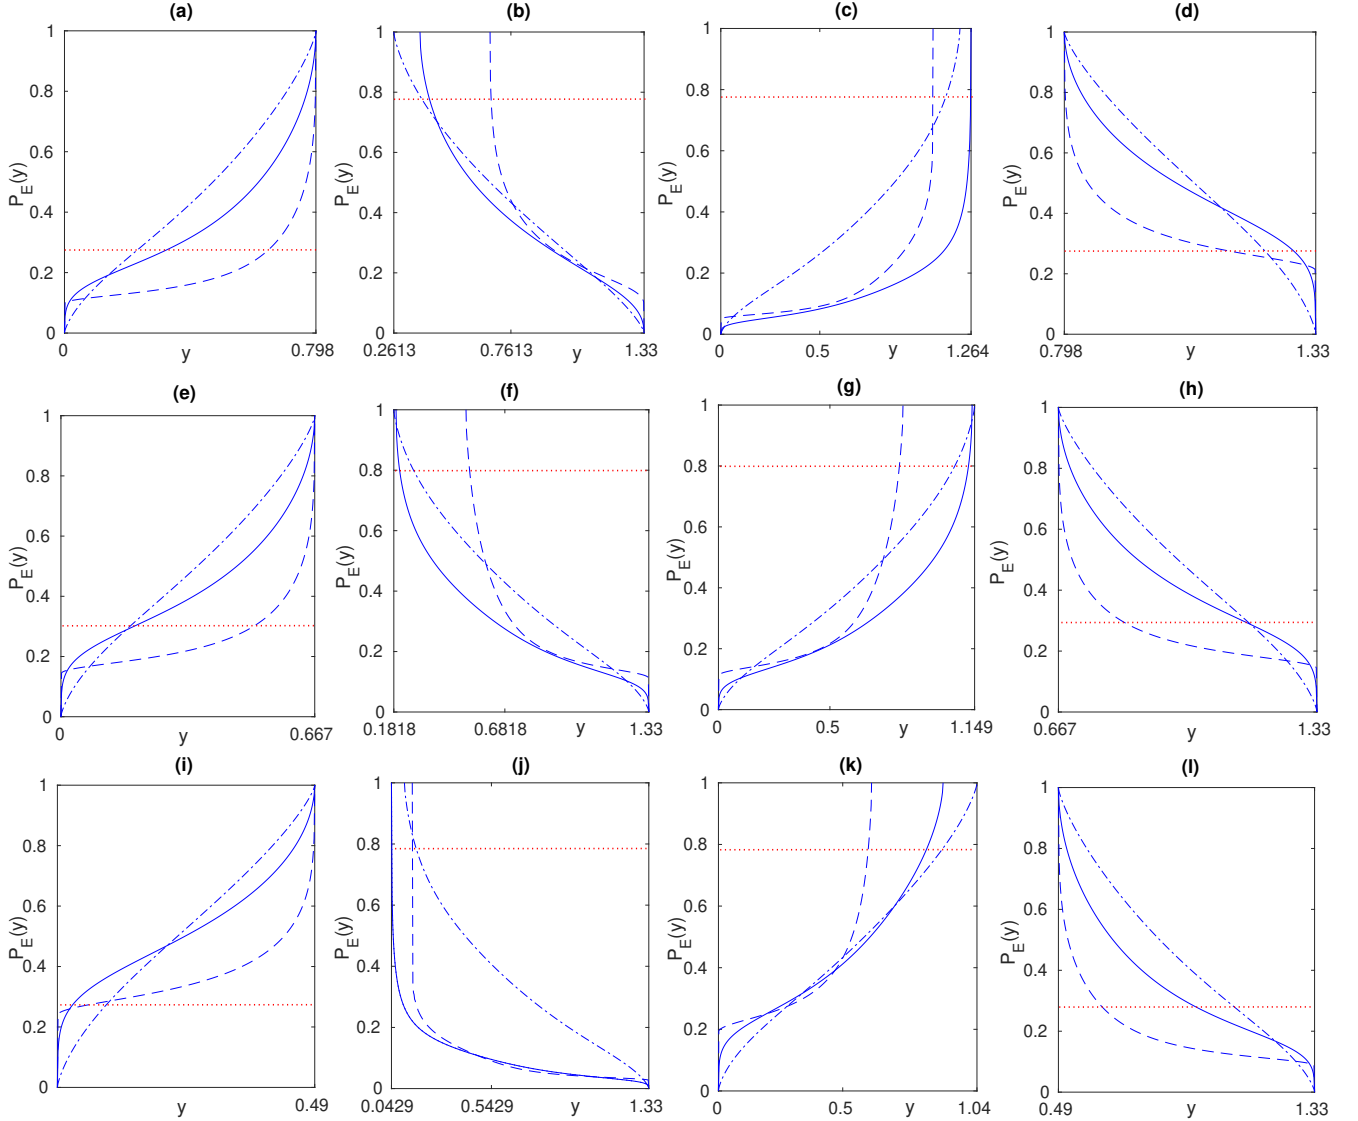 (a) (b) (c) (d)
1 0.8 0.6 0.4 0.2 0 P_E(y) 0 y 0.798
1 0.8 0.6 0.4 0.2 0 P_E(y) 0.2613 0.7613 y 1.33
1 0.8 0.6 0.4 0.2 0 P_E(y) 0 0.5 y 1.264
1 0.8 0.6 0.4 0.2 0 P_E(y) 0.798 y 1.33
(e) (f) (g) (h)
1 0.8 0.6 0.4 0.2 0 P_E(y) 0 y 0.667
1 0.8 0.6 0.4 0.2 0 P_E(y) 0.1818 0.6818 y 1.33
1 0.8 0.6 0.4 0.2 0 P_E(y) 0 0.5 y 1.149
1 0.8 0.6 0.4 0.2 0 P_E(y) 0.667 y 1.33
(i) (j) (k) (l)
1 0.8 0.6 0.4 0.2 0 P_E(y) y 0.49
1 0.8 0.6 0.4 0.2 0 P_E(y) 0.0429 0.5429 y 1.33
1 0.8 0.6 0.4 0.2 0 P_E(y) 0 0.5 y 1.04
1 0.8 0.6 0.4 0.2 0 P_E(y) 0.49 y 1.33